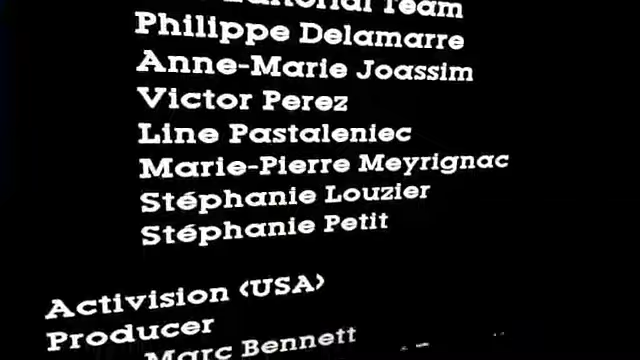 Editorial Team
Philippe Delamarre
Anne-Marie Joassim
Victor Perez
Line Pastaleniec
Marie-Pierre Meyrignac
Stéphanie Louzier
Stéphanie Petit
Activision (USA)
Producer
Marc Bennett